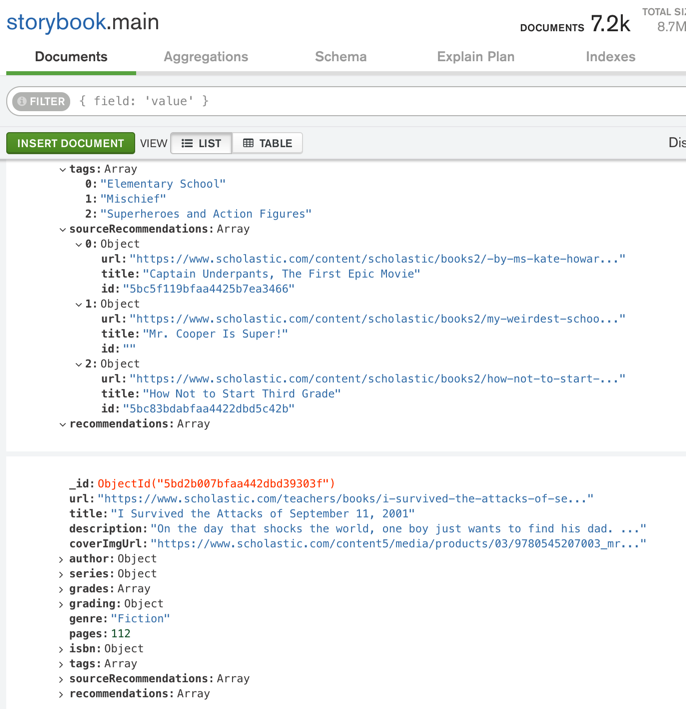 storybook.main
DOCUMENTS 7.2k
TOTAL SIZ
8.7M
Documents Aggregations Schema Explain Plan Indexes
FILTER { field: 'value' }
INSERT DOCUMENT VIEW LIST TABLE Dis
tags: Array
0: "Elementary School"
1: "Mischief"
2: "Superheroes and Action Figures"
sourceRecommendations: Array
0: Object
url: "https://www.scholastic.com/content/scholastic/books2/-by-ms-kate-howar..."
title: "Captain Underpants, The First Epic Movie"
id: "5bc5f119bfaa4425b7ea3466"
1: Object
url: "https://www.scholastic.com/content/scholastic/books2/my-weirdest-schoo..."
title: "Mr. Cooper Is Super!"
id: ""
2: Object
url: "https://www.scholastic.com/content/scholastic/books2/how-not-to-start-..."
title: "How Not to Start Third Grade"
id: "5bc83bdabfaa4422dbd5c42b"
recommendations: Array
_id: ObjectId("5bd2b007bfaa442dbd39303f")
url: "https://www.scholastic.com/teachers/books/i-survived-the-attacks-of-se..."
title: "I Survived the Attacks of September 11, 2001"
description: "On the day that shocks the world, one boy just wants to find his dad. ..."
coverImgUrl: "https://www.scholastic.com/content5/media/products/03/9780545207003_mr..."
author: Object
series: Object
grades: Array
grading: Object
genre: "Fiction"
pages: 112
isbn: Object
tags: Array
sourceRecommendations: Array
recommendations: Array